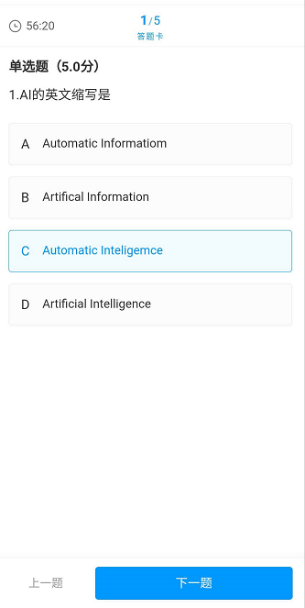 56:20
1/5
答题卡
单选题（5.0分）
1.AI的英文缩写是
A Automatic Informatiom
B Artifical Information
C Automatic Inteligemce
D Artificial Intelligence
上一题 下一题